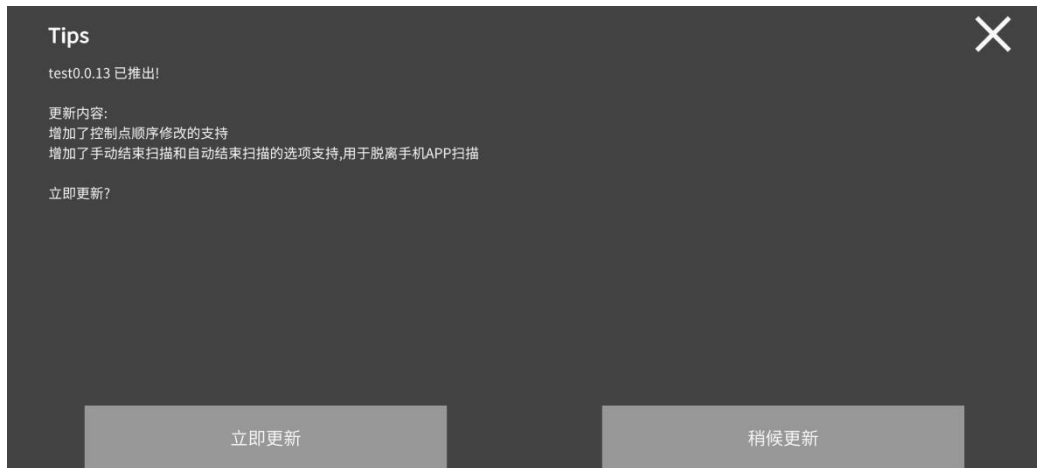 Tips
test0.0.13 已推出!
更新内容:
增加了控制点顺序修改的支持
增加了手动结束扫描和自动结束扫描的选项支持,用于脱离手机APP扫描
立即更新?
立即更新
稍候更新